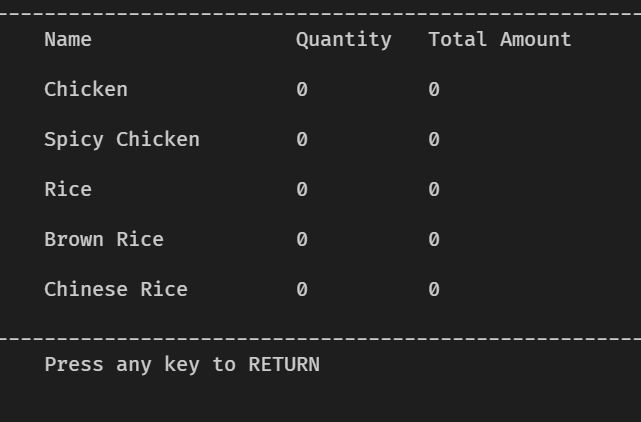 Name Quantity Total Amount
Chicken 0 0
Spicy Chicken 0 0
Rice 0 0
Brown Rice 0 0
Chinese Rice 0 0
Press any key to RETURN